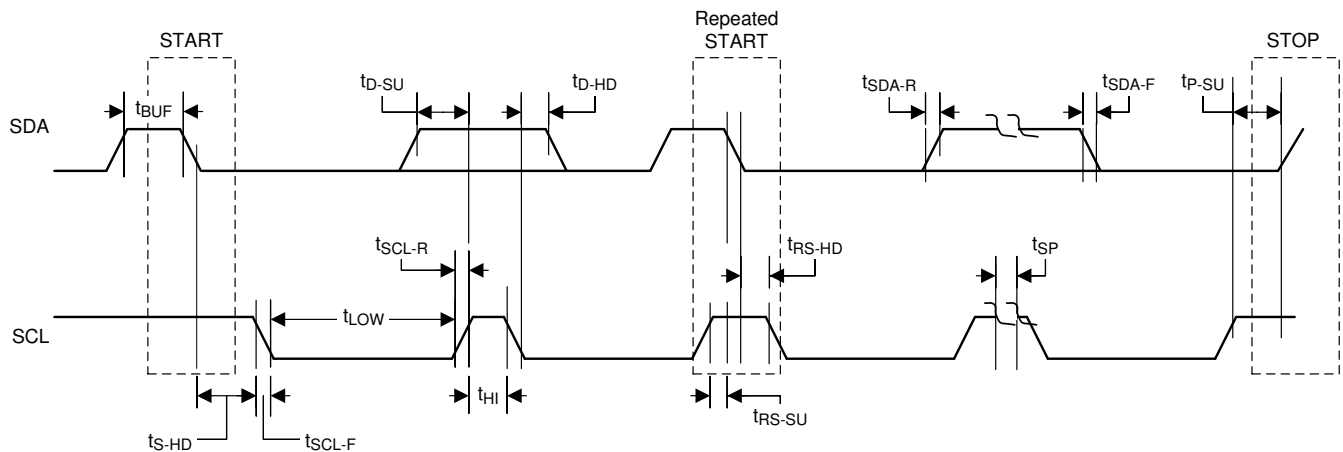 START
Repeated
START
STOP
tBUF
tD-SU
tD-HD
tSDA-R
tSDA-F
tP-SU
SDA
tSCL-R
tRS-HD
tSP
tLOW
SCL
tHI
tRS-SU
tS-HD
tSCL-F